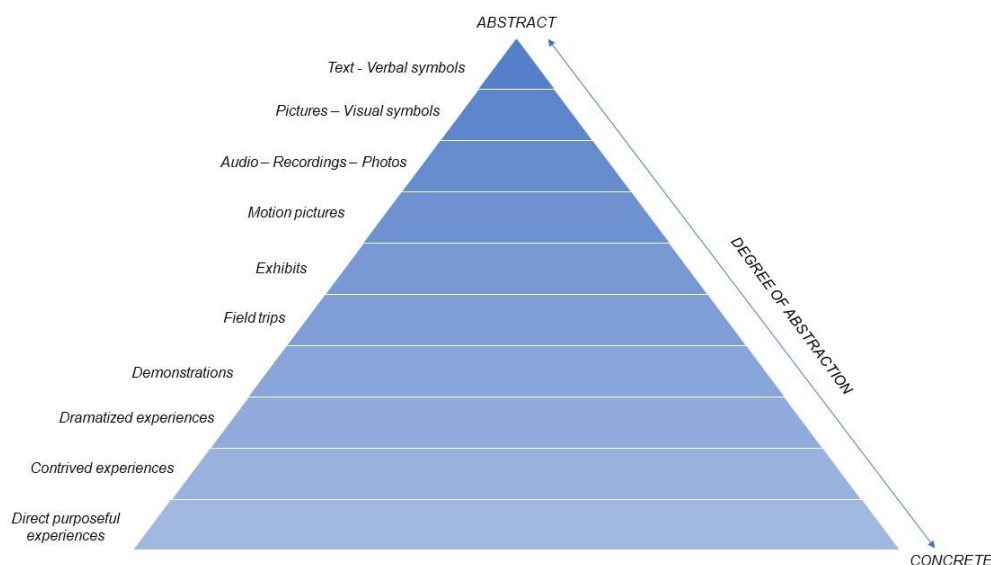 ABSTRACT
Text - Verbal symbols
Pictures – Visual symbols
Audio – Recordings – Photos
Motion pictures
Exhibits
Field trips
Demonstrations
Dramatized experiences
Contrived experiences
Direct purposeful
experiences
DEGREE OF ABSTRACTION
CONCRETE